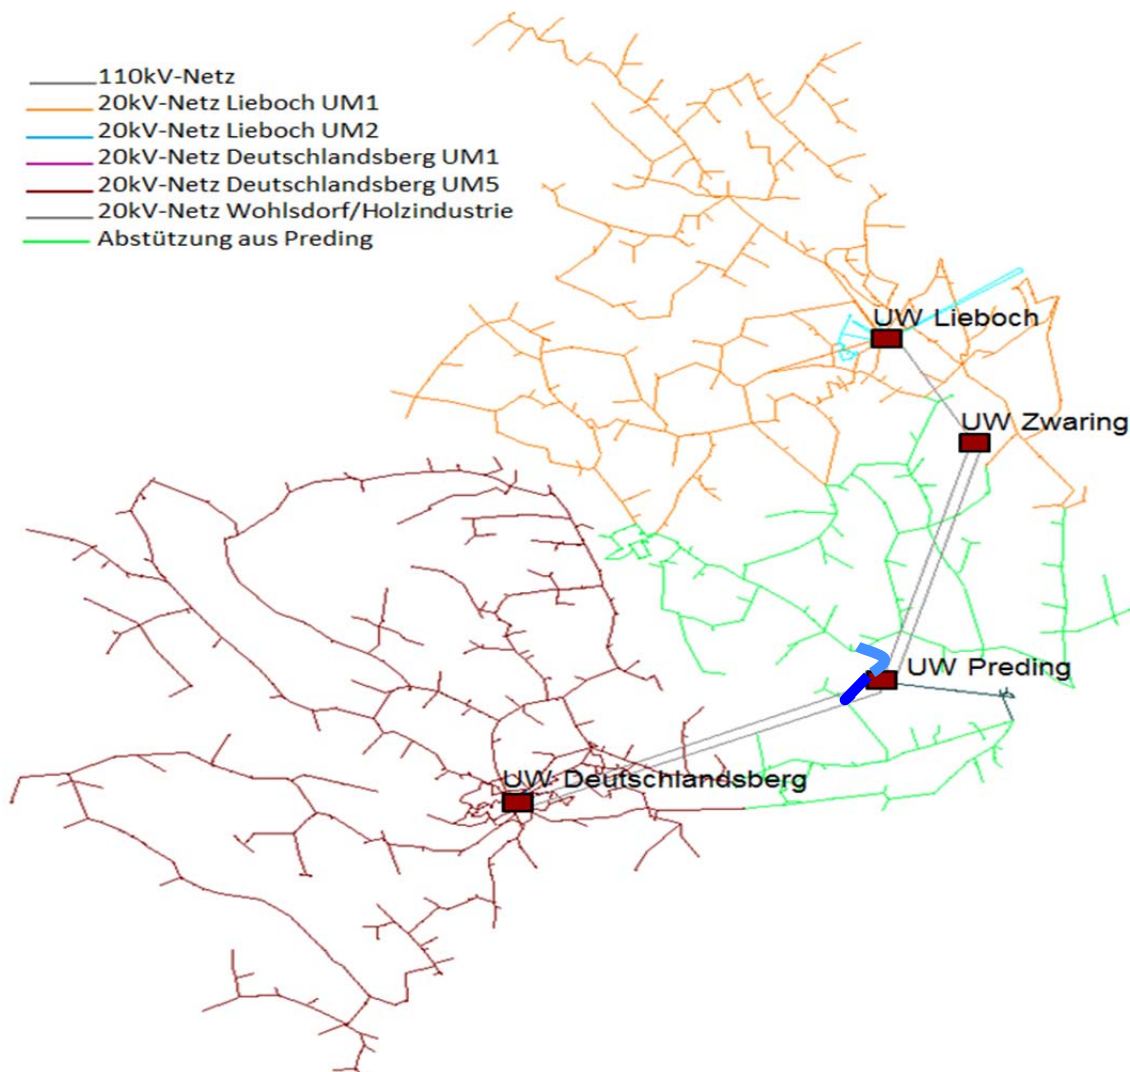 110kV-Netz
20kV-Netz Lieboch UM1
20kV-Netz Lieboch UM2
20kV-Netz Deutschlandsberg UM1
20kV-Netz Deutschlandsberg UM5
20kV-Netz Wohlsdorf/Holzindustrie
Abstützung aus Preding
UW Lieboch
UW Zwaring
UW Preding
UW Deutschlandsberg